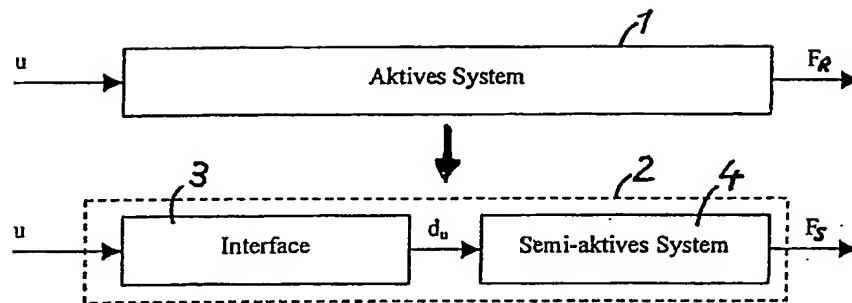 1
u
Aktives System
F_R
3
2
4
u
Interface
d_u
Semi-aktives System
F_S